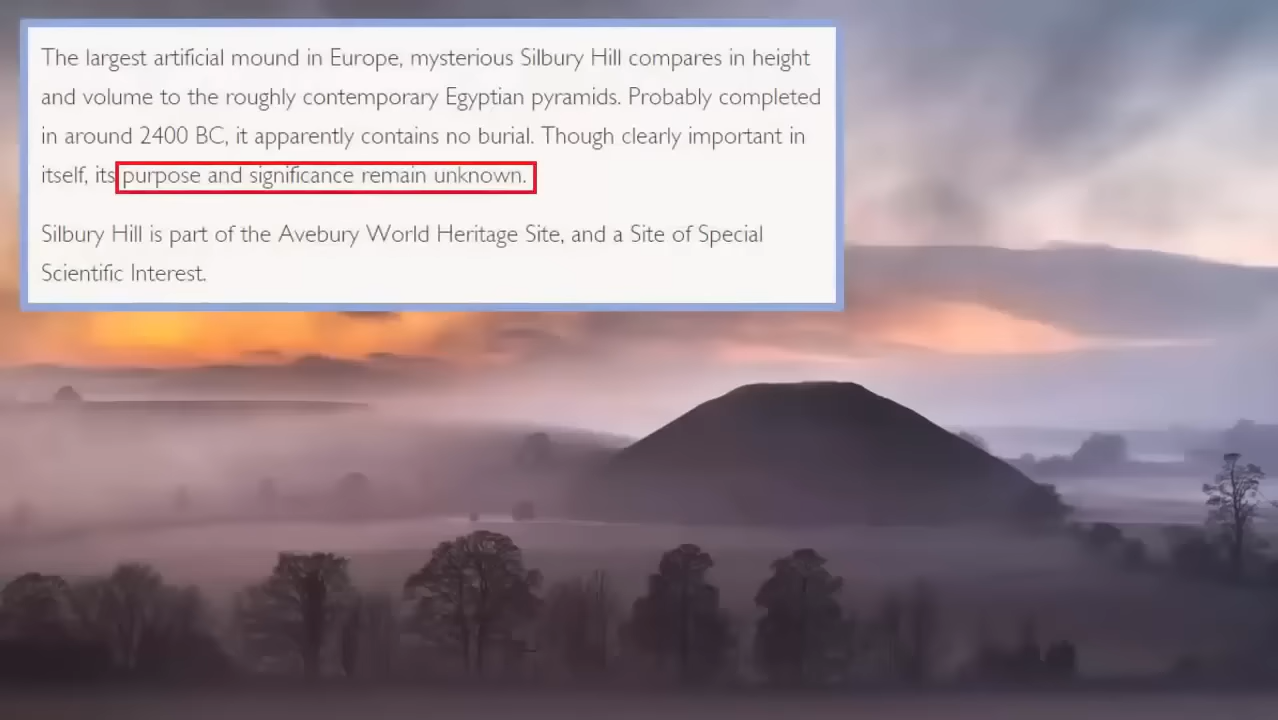 The largest artificial mound in Europe, mysterious Silbury Hill compares in height
and volume to the roughly contemporary Egyptian pyramids. Probably completed
in around 2400 BC, it apparently contains no burial. Though clearly important in
itself, its purpose and significance remain unknown.
Silbury Hill is part of the Avebury World Heritage Site, and a Site of Special
Scientific Interest.